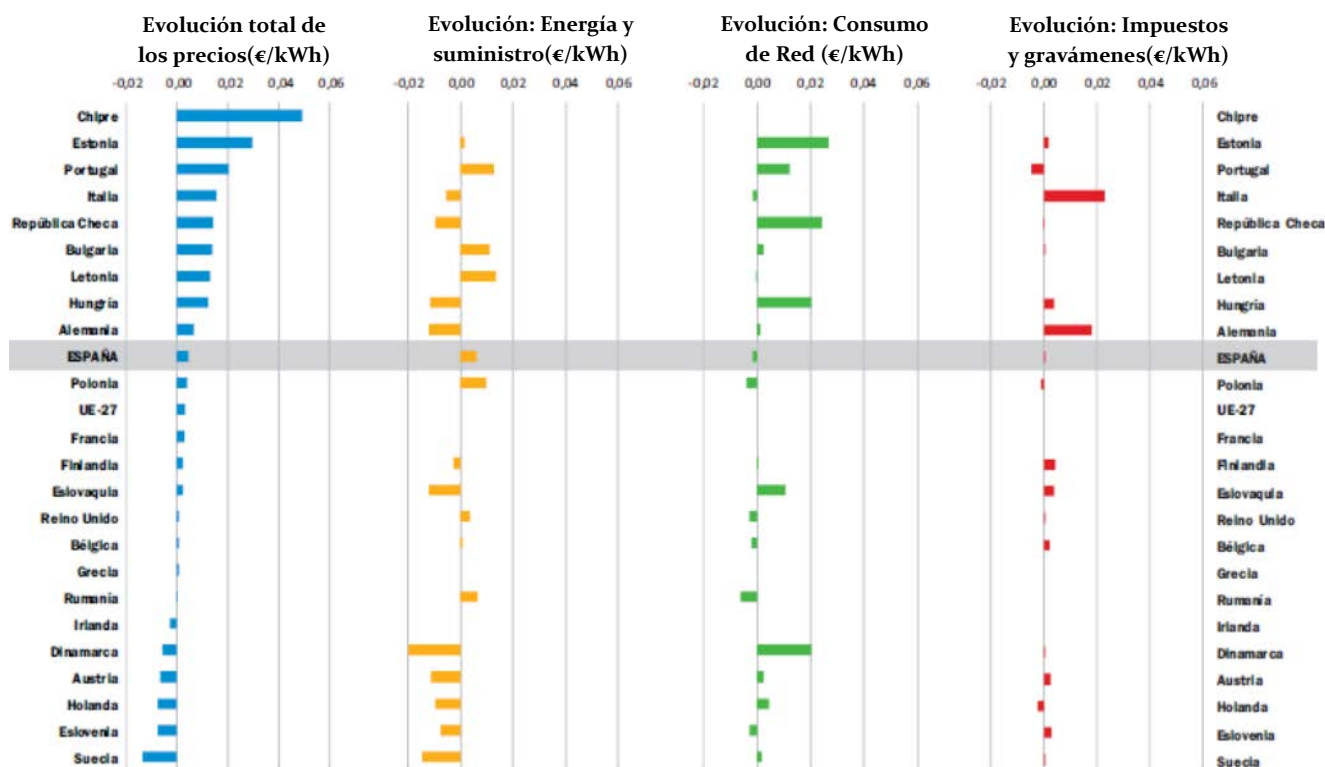 Evolución total de
los precios(€/kWh)
Evolución: Energía y
suministro(€/kWh)
Evolución: Consumo
de Red (€/kWh)
Evolución: Impuestos
y gravámenes(€/kWh)
-0,02 0,00 0,02 0,04 0,06 -0,02 0,00 0,02 0,04 0,06 -0,02 0,00 0,02 0,04 0,06 -0,02 0,00 0,02 0,04 0,06
Chipre Chipre
Estonia Estonia
Portugal Portugal
Italia Italia
República Checa República Checa
Bulgaria Bulgaria
Letonia Letonia
Hungría Hungría
Alemania Alemania
ESPAÑA ESPAÑA
Polonia Polonia
UE-27 UE-27
Francia Francia
Finlandia Finlandia
Eslovaquia Eslovaquia
Reino Unido Reino Unido
Bélgica Bélgica
Grecia Grecia
Rumanía Rumanía
Irlanda Irlanda
Dinamarca Dinamarca
Austria Austria
Holanda Holanda
Eslovenia Eslovenia
Suecia Suecia